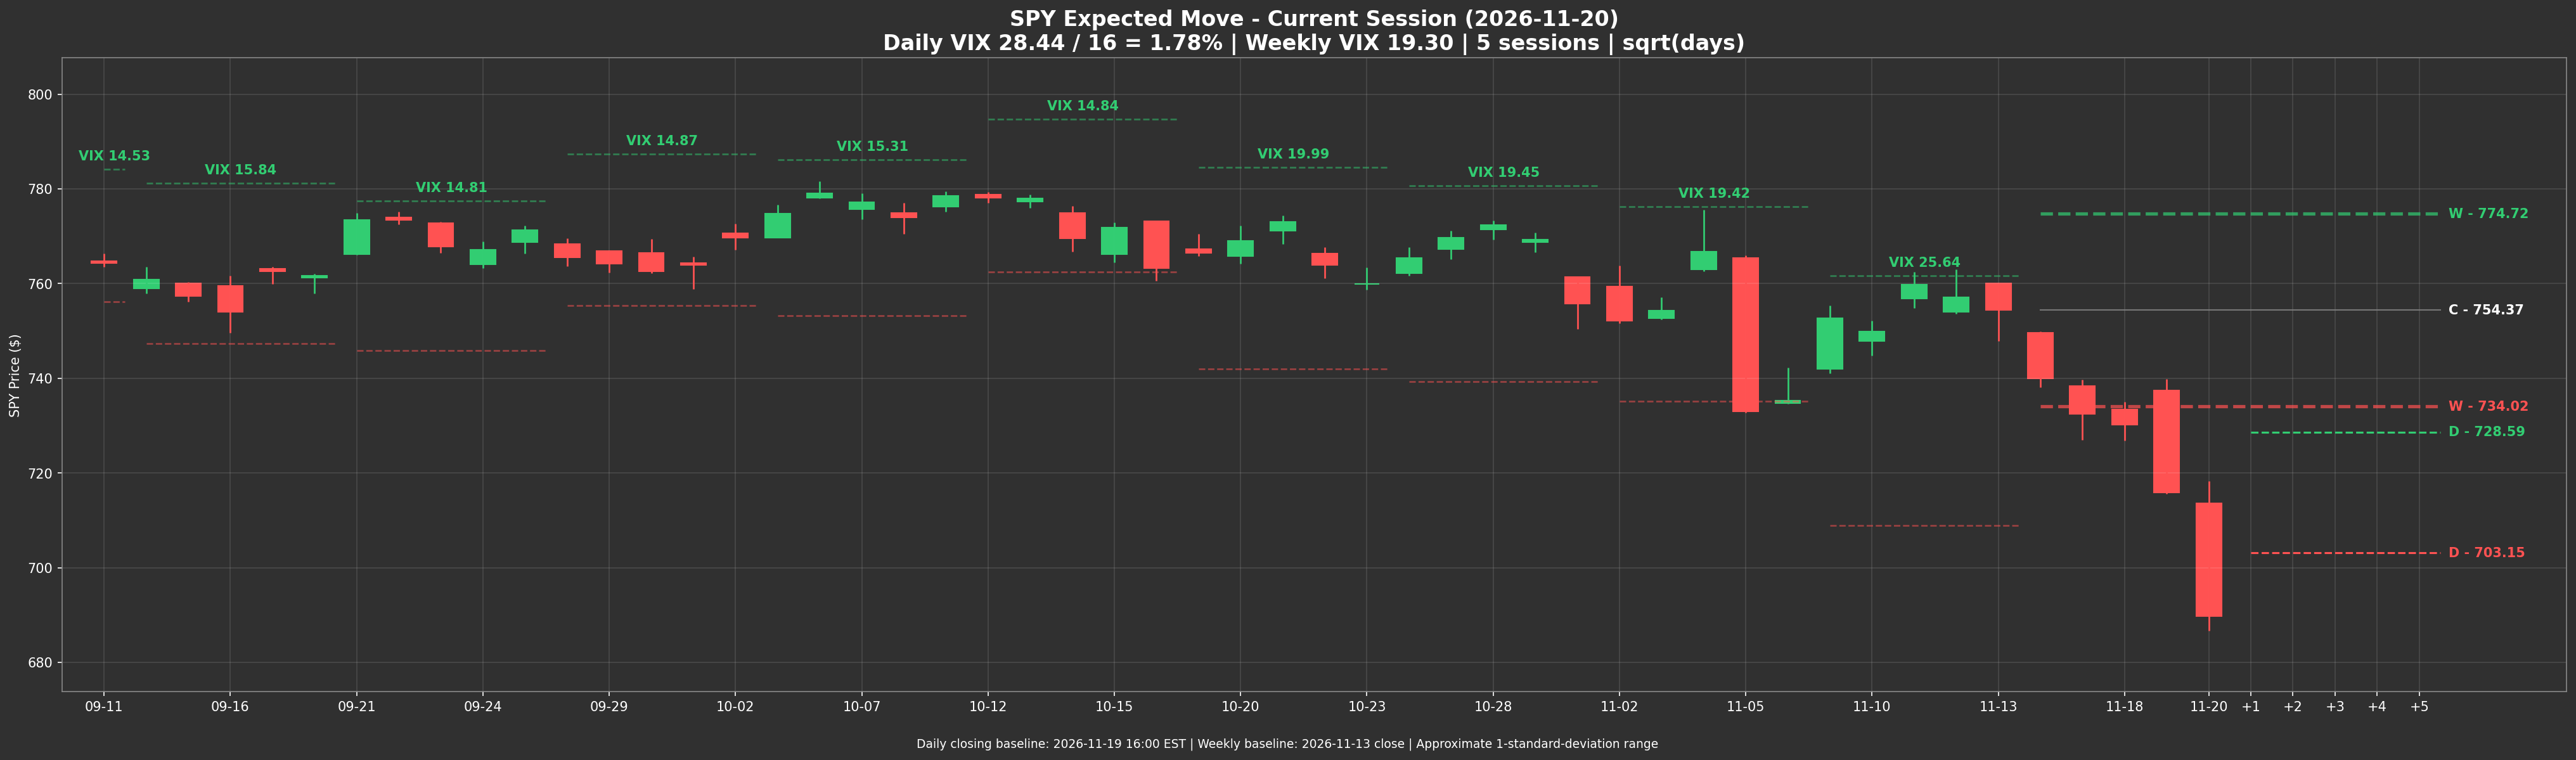 SPY Expected Move - Current Session (2026-11-20)
Daily VIX 28.44 / 16 = 1.78% | Weekly VIX 19.30 | 5 sessions | sqrt(days)
SPY Price ($)
800
780
760
740
720
700
680
VIX 14.53
VIX 15.84
VIX 14.81
VIX 14.87
VIX 15.31
VIX 14.84
VIX 19.99
VIX 19.45
VIX 19.42
VIX 25.64
W - 774.72
C - 754.37
W - 734.02
D - 728.59
D - 703.15
09-11 09-16 09-21 09-24 09-29 10-02 10-07 10-12 10-15 10-20 10-23 10-28 11-02 11-05 11-10 11-13 11-18 11-20 +1 +2 +3 +4 +5
Daily closing baseline: 2026-11-19 16:00 EST | Weekly baseline: 2026-11-13 close | Approximate 1-standard-deviation range